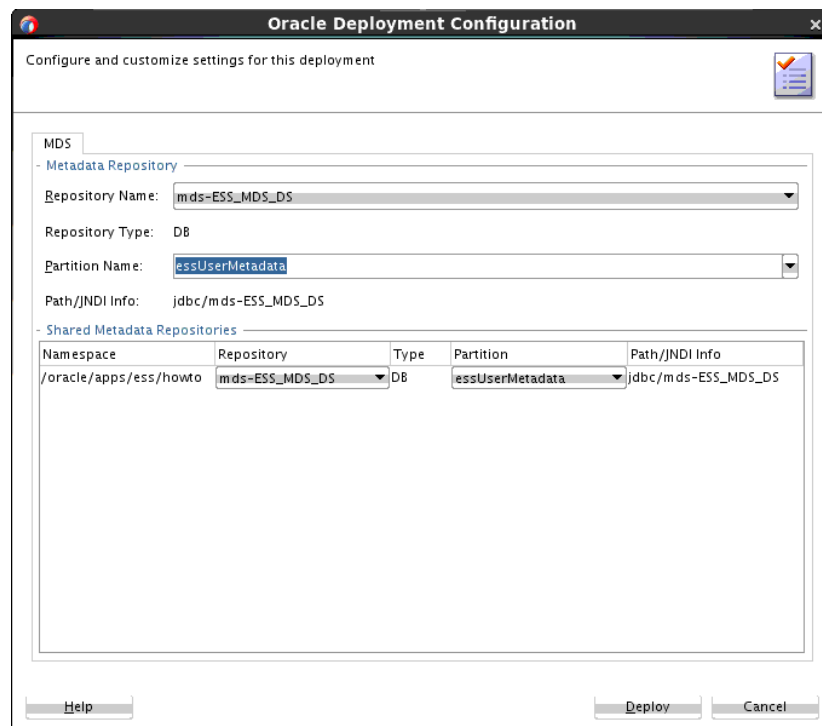 Oracle Deployment Configuration
Configure and customize settings for this deployment
MDS
Metadata Repository
Repository Name: mds-ESS_MDS_DS
Repository Type: DB
Partition Name: essUserMetadata
Path/JNDI Info: jdbc/mds-ESS_MDS_DS
Shared Metadata Repositories
Namespace Repository Type Partition Path/JNDI Info
/oracle/apps/ess/howto mds-ESS_MDS_DS DB essUserMetadata jdbc/mds-ESS_MDS_DS
Help Deploy Cancel